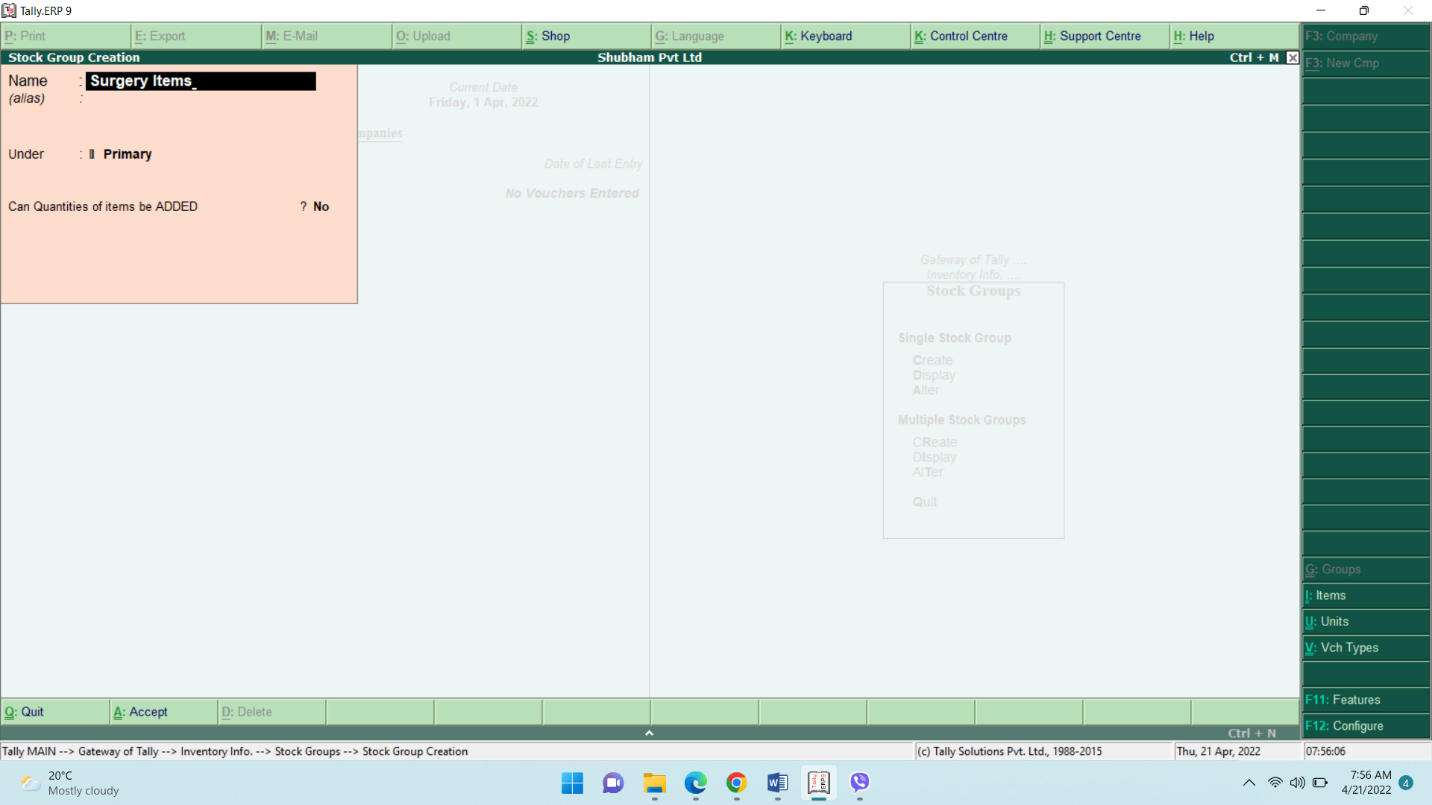 Tally.ERP 9
P: Print E: Export M: E-Mail O: Upload S: Shop G: Language K: Keyboard K: Control Centre H: Support Centre H: Help
F3: Company
Stock Group Creation Shubham Pvt Ltd Ctrl + M
F3: New Cmp
Name : Surgery Items
(alias) :
Under : Primary
Can Quantities of items be ADDED ? No
Current Date
Friday, 1 Apr, 2022
mpanies
Date of Last Entry
No Vouchers Entered
Gateway of Tally ....
Inventory Info. ....
Stock Groups
Single Stock Group
Create
Display
Alter
Multiple Stock Groups
CReate
DIsplay
AlTer
Quit
G: Groups
I: Items
U: Units
V: Vch Types
F11: Features
F12: Configure
Q: Quit A: Accept D: Delete
Ctrl + N
Tally MAIN --> Gateway of Tally --> Inventory Info. --> Stock Groups --> Stock Group Creation (c) Tally Solutions Pvt. Ltd., 1988-2015 Thu, 21 Apr, 2022 07:56:06
20°C
Mostly cloudy
7:56 AM
4/21/2022
4